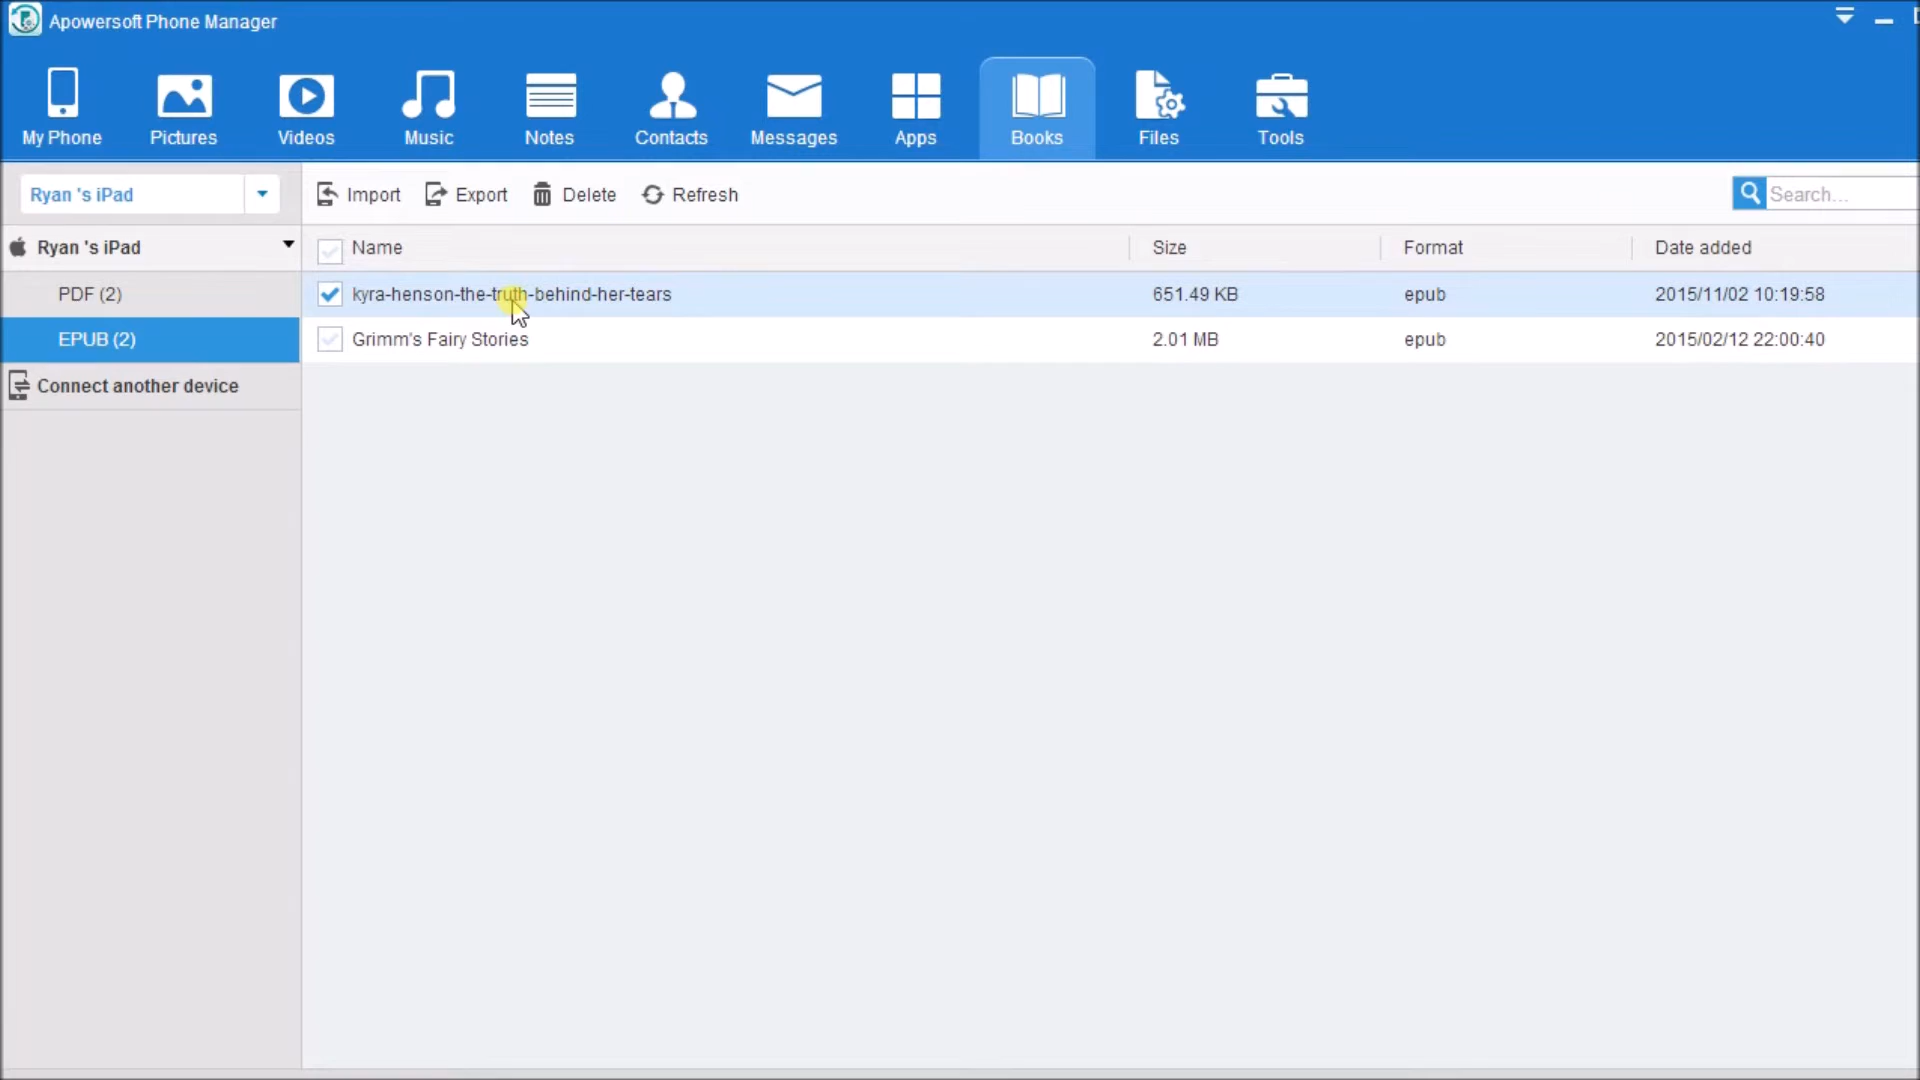 Apowersoft Phone Manager
My Phone Pictures Videos Music Notes Contacts Messages Apps Books Files Tools
Ryan 's iPad Import Export Delete Refresh Search...
Ryan 's iPad Name Size Format Date added
PDF (2) kyra-henson-the-truth-behind-her-tears 651.49 KB epub 2015/11/02 10:19:58
EPUB (2) Grimm's Fairy Stories 2.01 MB epub 2015/02/12 22:00:40
Connect another device